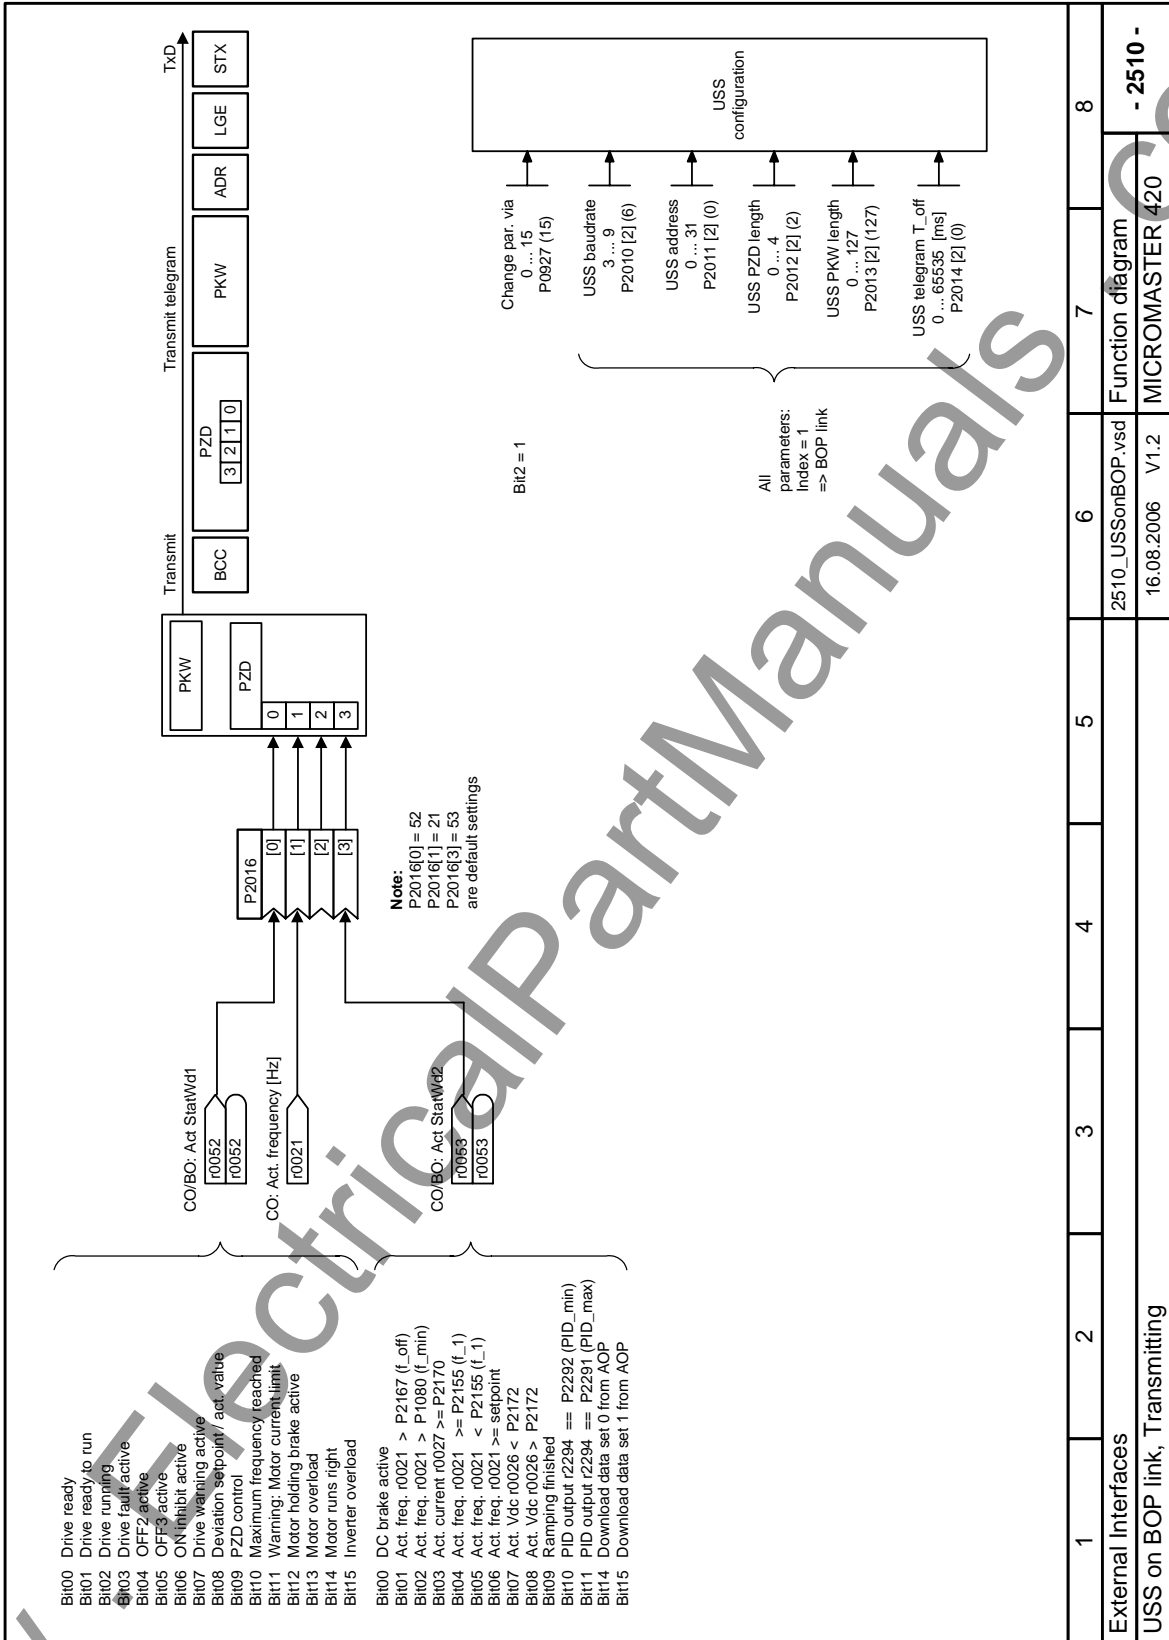 Bit00 Drive ready
Bit01 Drive ready to run
Bit02 Drive running
Bit03 Drive fault active
Bit04 OFF2 active
Bit05 OFF3 active
Bit06 ON inhibit active
Bit07 Drive warning active
Bit08 Deviation setpoint / act. value
Bit09 PZD control
Bit10 Maximum frequency reached
Bit11 Warning: Motor current limit
Bit12 Motor holding brake active
Bit13 Motor overload
Bit14 Motor runs right
Bit15 Inverter overload
Bit00 DC brake active
Bit01 Act. freq. r0021 > P2167 (f_off)
Bit02 Act. freq. r0021 > P1080 (f_min)
Bit03 Act. current r0027 >= P2170
Bit04 Act. freq. r0021 >= P2155 (f_1)
Bit05 Act. freq. r0021 < P2155 (f_1)
Bit06 Act. freq. r0021 >= setpoint
Bit07 Act. Vdc r0026 < P2172
Bit08 Act. Vdc r0026 > P2172
Bit09 Ramping finished
Bit10 PID output r2294 == P2292 (PID_min)
Bit11 PID output r2294 == P2291 (PID_max)
Bit14 Download data set 0 from AOP
Bit15 Download data set 1 from AOP
CO/BO: Act StatWd1
r0052
r0052
CO: Act. frequency [Hz]
r0021
CO/BO: Act StatWd2
r0053
r0053
P2016
[0]
[1]
[2]
[3]
Note:
P2016[0] = 52
P2016[1] = 21
P2016[3] = 53
are default settings
PKW
PZD
0
1
2
3
Transmit
Transmit telegram
TxD
BCC
PZD
3 2 1 0
PKW
ADR
LGE
STX
Bit2 = 1
All
parameters:
Index = 1
=> BOP link
Change par. via
0 ... 15
P0927 (15)
USS baudrate
3 ... 9
P2010 [2] (6)
USS address
0 ... 31
P2011 [2] (0)
USS PZD length
0 ... 4
P2012 [2] (2)
USS PKW length
0 ... 127
P2013 [2] (127)
USS telegram T_off
0 ... 65535 [ms]
P2014 [2] (0)
USS
configuration
1 2 3 4 5 6 7 8
External Interfaces
2510_USSonBOP.vsd
Function diagram
- 2510 -
USS on BOP link, Transmitting
16.08.2006 V1.2
MICROMASTER 420
ElectricalPartManuals